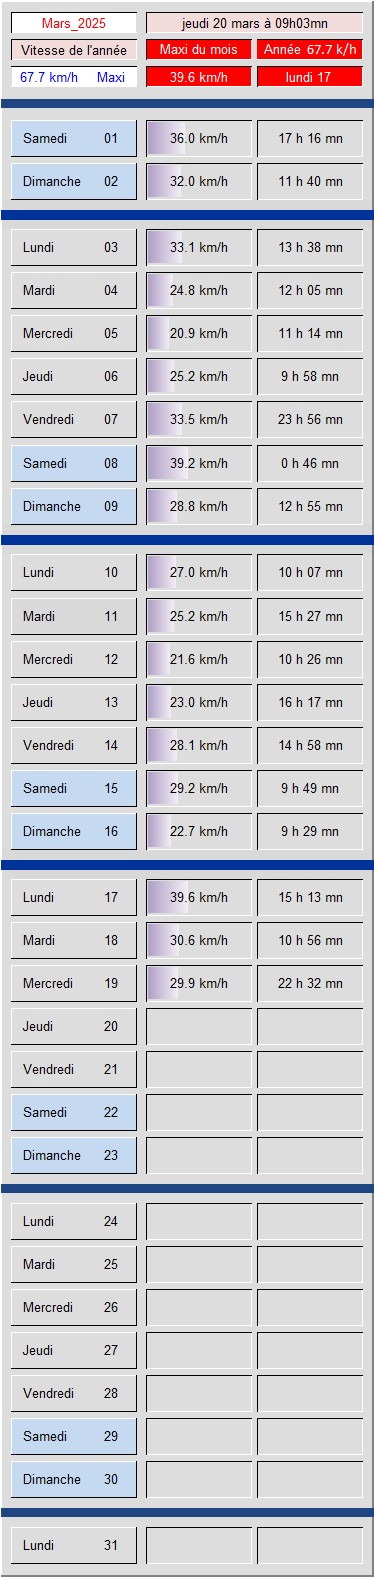 Mars_2025 jeudi 20 mars à 09h03mn
Vitesse de l'année Maxi du mois Année 67.7 k/h
67.7 km/h Maxi 39.6 km/h lundi 17
Samedi 01 36.0 km/h 17 h 16 mn
Dimanche 02 32.0 km/h 11 h 40 mn
Lundi 03 33.1 km/h 13 h 38 mn
Mardi 04 24.8 km/h 12 h 05 mn
Mercredi 05 20.9 km/h 11 h 14 mn
Jeudi 06 25.2 km/h 9 h 58 mn
Vendredi 07 33.5 km/h 23 h 56 mn
Samedi 08 39.2 km/h 0 h 46 mn
Dimanche 09 28.8 km/h 12 h 55 mn
Lundi 10 27.0 km/h 10 h 07 mn
Mardi 11 25.2 km/h 15 h 27 mn
Mercredi 12 21.6 km/h 10 h 26 mn
Jeudi 13 23.0 km/h 16 h 17 mn
Vendredi 14 28.1 km/h 14 h 58 mn
Samedi 15 29.2 km/h 9 h 49 mn
Dimanche 16 22.7 km/h 9 h 29 mn
Lundi 17 39.6 km/h 15 h 13 mn
Mardi 18 30.6 km/h 10 h 56 mn
Mercredi 19 29.9 km/h 22 h 32 mn
Jeudi 20
Vendredi 21
Samedi 22
Dimanche 23
Lundi 24
Mardi 25
Mercredi 26
Jeudi 27
Vendredi 28
Samedi 29
Dimanche 30
Lundi 31